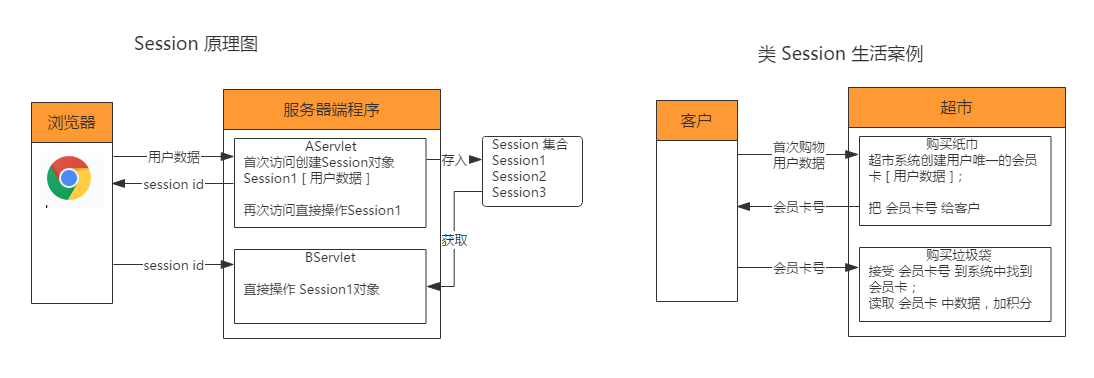 Session 原理图
浏览器
服务器端程序
用户数据
session id
AServlet
首次访问创建Session对象
Session1 [ 用户数据 ]
再次访问直接操作Session1
存入
Session 集合
Session1
Session2
Session3
获取
session id
BServlet
直接操作 Session1对象
类 Session 生活案例
客户
超市
首次购物
用户数据
购买纸巾
超市系统创建用户唯一的会员
卡 [ 用户数据 ]；
会员卡号
把 会员卡号 给客户
会员卡号
购买垃圾袋
接受 会员卡号 到系统中找到
会员卡；
读取 会员卡 中数据，加积分